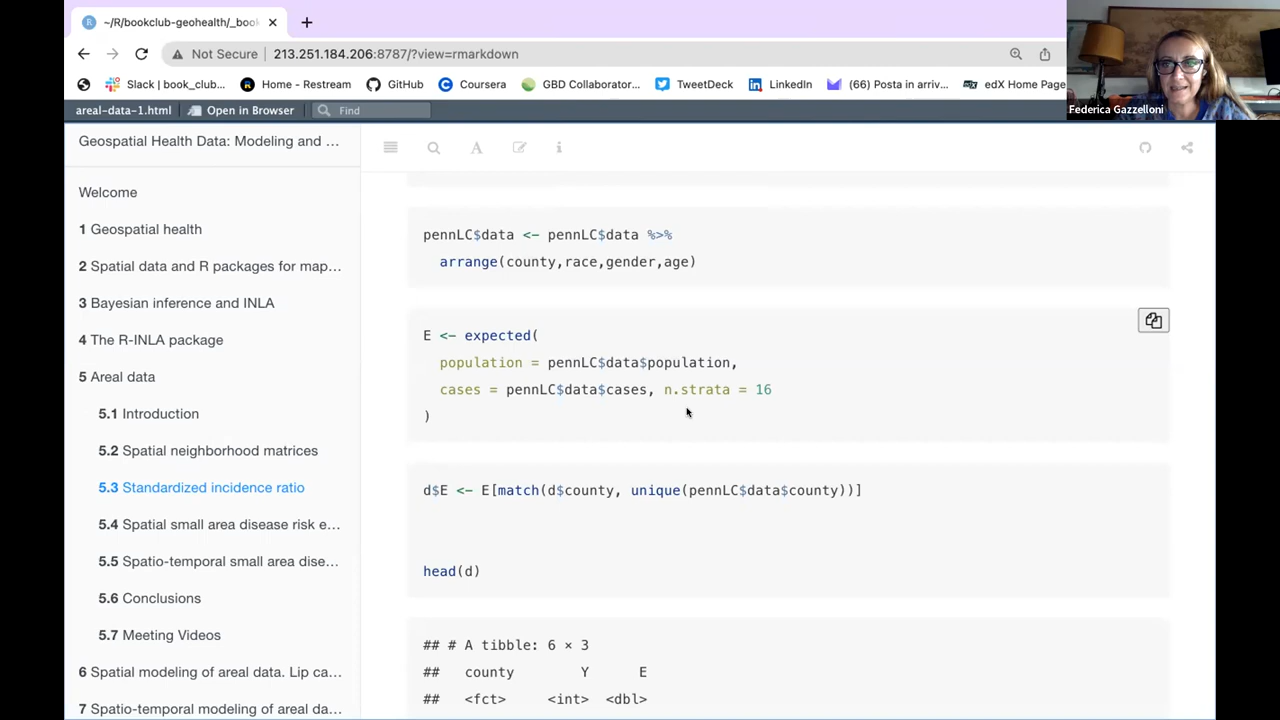 ~/R/bookclub-geohealth/_boo
Not Secure
213.251.184.206:8787/?view=rmarkdown
Slack | book_club...
Home - Restream
GitHub
Coursera
GBD Collaborator...
TweetDeck
LinkedIn
(66) Posta in arriv...
edX Home Page
Federica Gazzelloni
areal-data-1.html
Open in Browser
Find
Geospatial Health Data: Modeling and ...
Welcome
1 Geospatial health
2 Spatial data and R packages for map...
3 Bayesian inference and INLA
4 The R-INLA package
5 Areal data
5.1 Introduction
5.2 Spatial neighborhood matrices
5.3 Standardized incidence ratio
5.4 Spatial small area disease risk e...
5.5 Spatio-temporal small area dise...
5.6 Conclusions
5.7 Meeting Videos
6 Spatial modeling of areal data. Lip ca...
7 Spatio-temporal modeling of areal da...
pennLC$data <- pennLC$data %>%
arrange(county,race,gender,age)
E <- expected(
population = pennLC$data$population,
cases = pennLC$data$cases, n.strata = 16
)
d$E <- E[match(d$county, unique(pennLC$data$county))]
head(d)
## # A tibble: 6 × 3
## county Y E
## <fct> <int> <dbl>